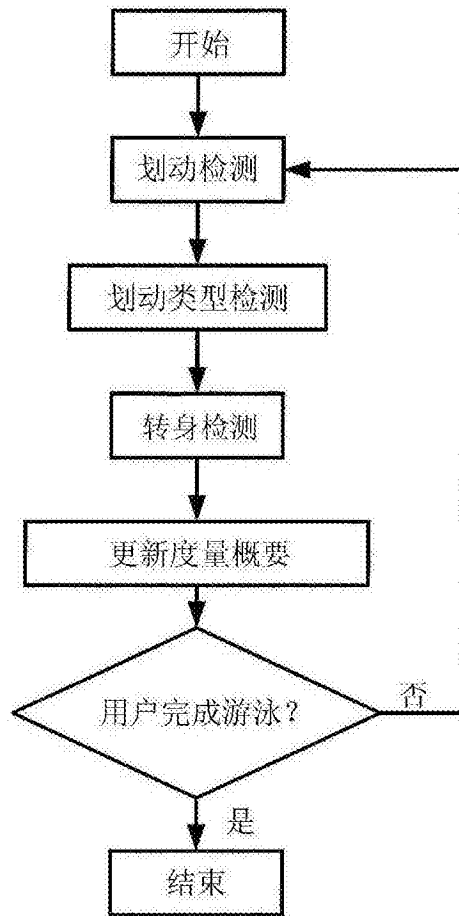 开始
划动检测
划动类型检测
转身检测
更新度量概要
用户完成游泳？
否
是
结束